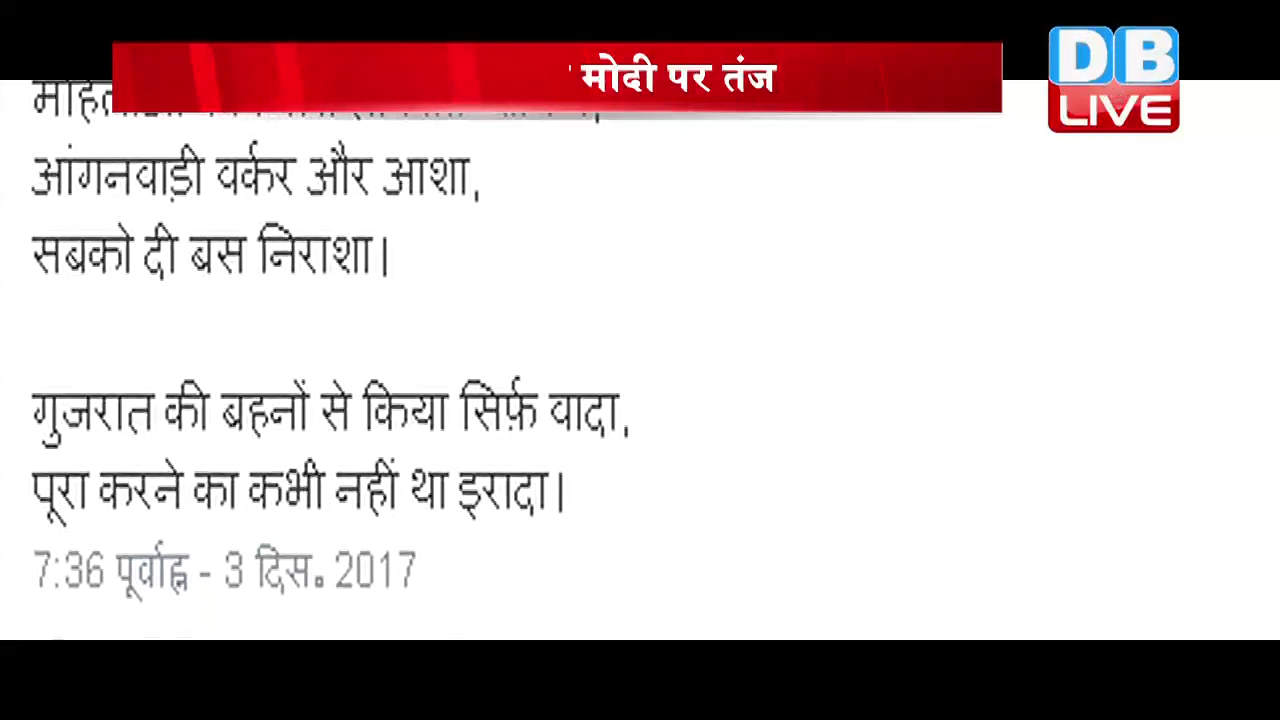 मोदी पर तंज
DB
LIVE
आंगनवाड़ी वर्कर और आशा,
सबको दी बस निराशा।
गुजरात की बहनों से किया सिर्फ़ वादा,
पूरा करने का कभी नहीं था इरादा।
7:36 पूर्वाह्न - 3 दिस॰ 2017